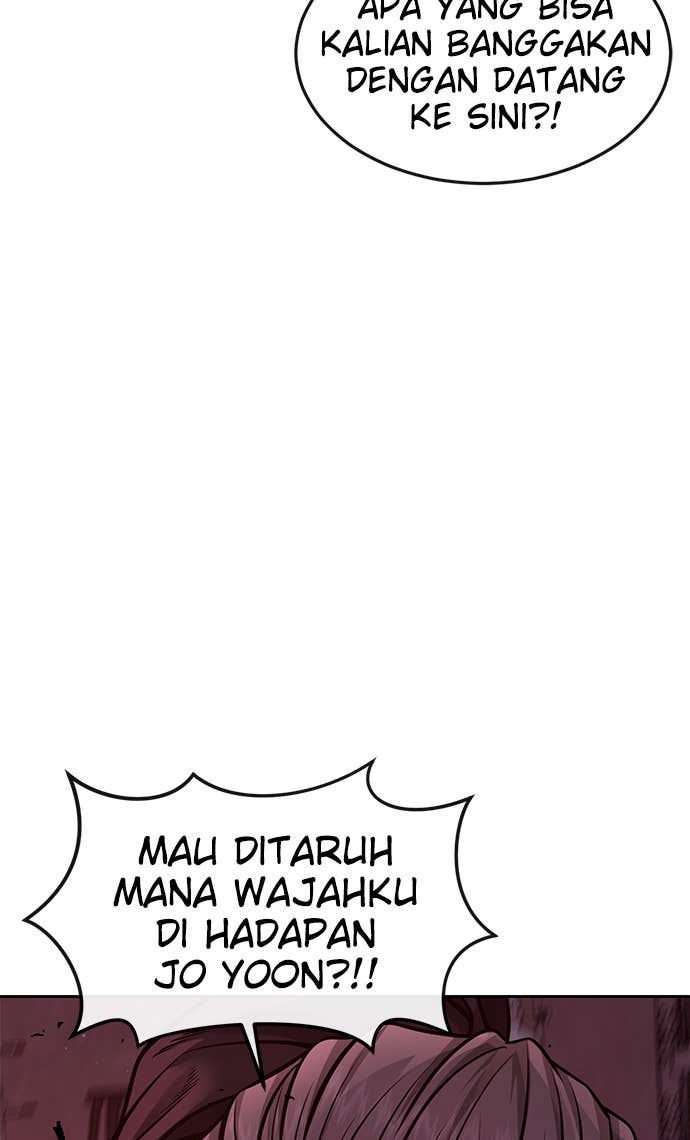 APA YANG BISA
KALIAN BANGGAKAN
DENGAN DATANG
KE SINI?!
MAU DITARUH
MANA WAJAHKU
DI HADAPAN
JO YOON?!!